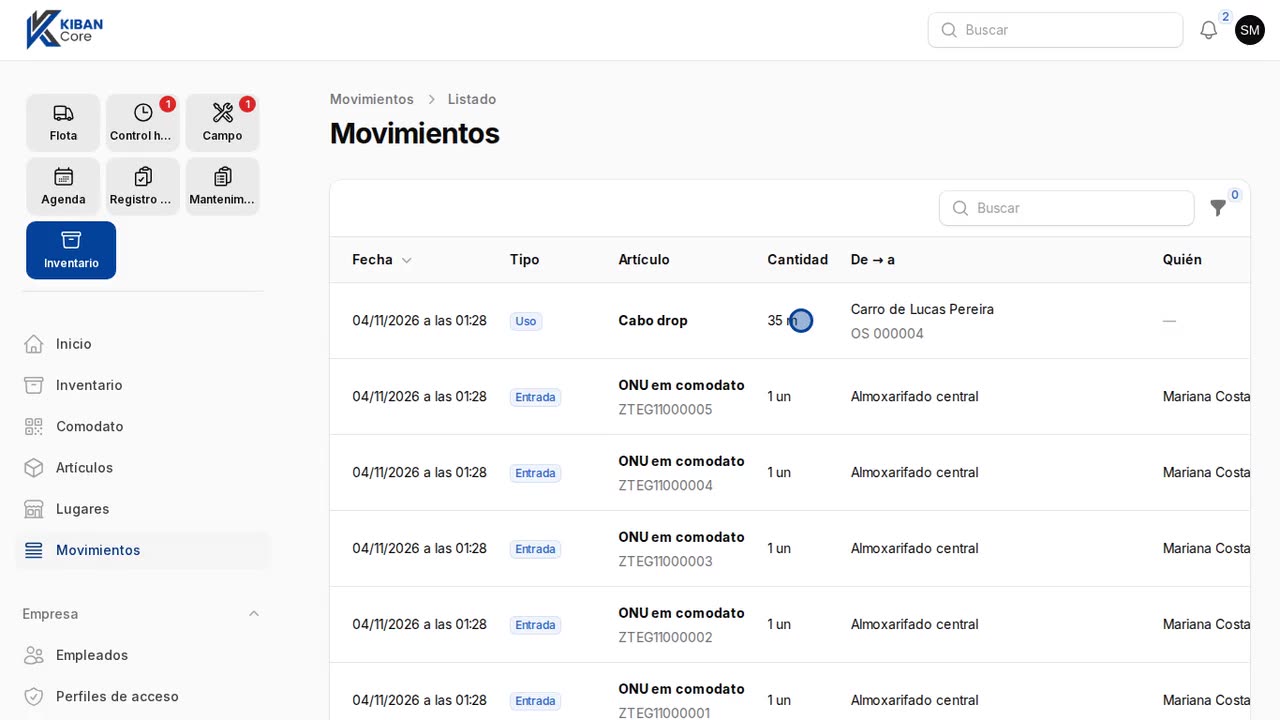 KIBAN
Core
Buscar
2
SM
Flota
1
Control h...
1
Campo
Agenda
Registro ...
Mantenim...
Inventario
Inicio
Inventario
Comodato
Artículos
Lugares
Movimientos
Empresa
Empleados
Perfiles de acceso
Movimientos > Listado
Movimientos
Buscar
0
Fecha Tipo Artículo Cantidad De → a Quién
04/11/2026 a las 01:28 Uso Cabo drop 35 m Carro de Lucas Pereira —
OS 000004
04/11/2026 a las 01:28 Entrada ONU em comodato 1 un Almoxarifado central Mariana Costa
ZTEG11000005
04/11/2026 a las 01:28 Entrada ONU em comodato 1 un Almoxarifado central Mariana Costa
ZTEG11000004
04/11/2026 a las 01:28 Entrada ONU em comodato 1 un Almoxarifado central Mariana Costa
ZTEG11000003
04/11/2026 a las 01:28 Entrada ONU em comodato 1 un Almoxarifado central Mariana Costa
ZTEG11000002
04/11/2026 a las 01:28 Entrada ONU em comodato 1 un Almoxarifado central Mariana Costa
ZTEG11000001